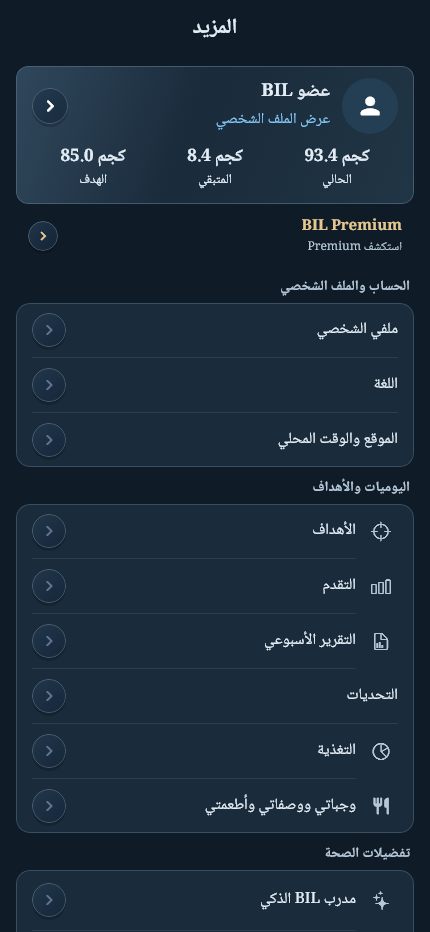 المزيد
عضو BIL
عرض الملف الشخصي
93.4 كجم
8.4 كجم
85.0 كجم
الحالي
المتبقي
الهدف
BIL Premium
استكشف Premium
الحساب والملف الشخصي
ملفي الشخصي
اللغة
الموقع والوقت المحلي
اليوميات والأهداف
الأهداف
التقدم
التقرير الأسبوعي
التحديات
التغذية
وجباتي ووصفاتي وأطعمتي
تفضيلات الصحة
مدرب BIL الذكي